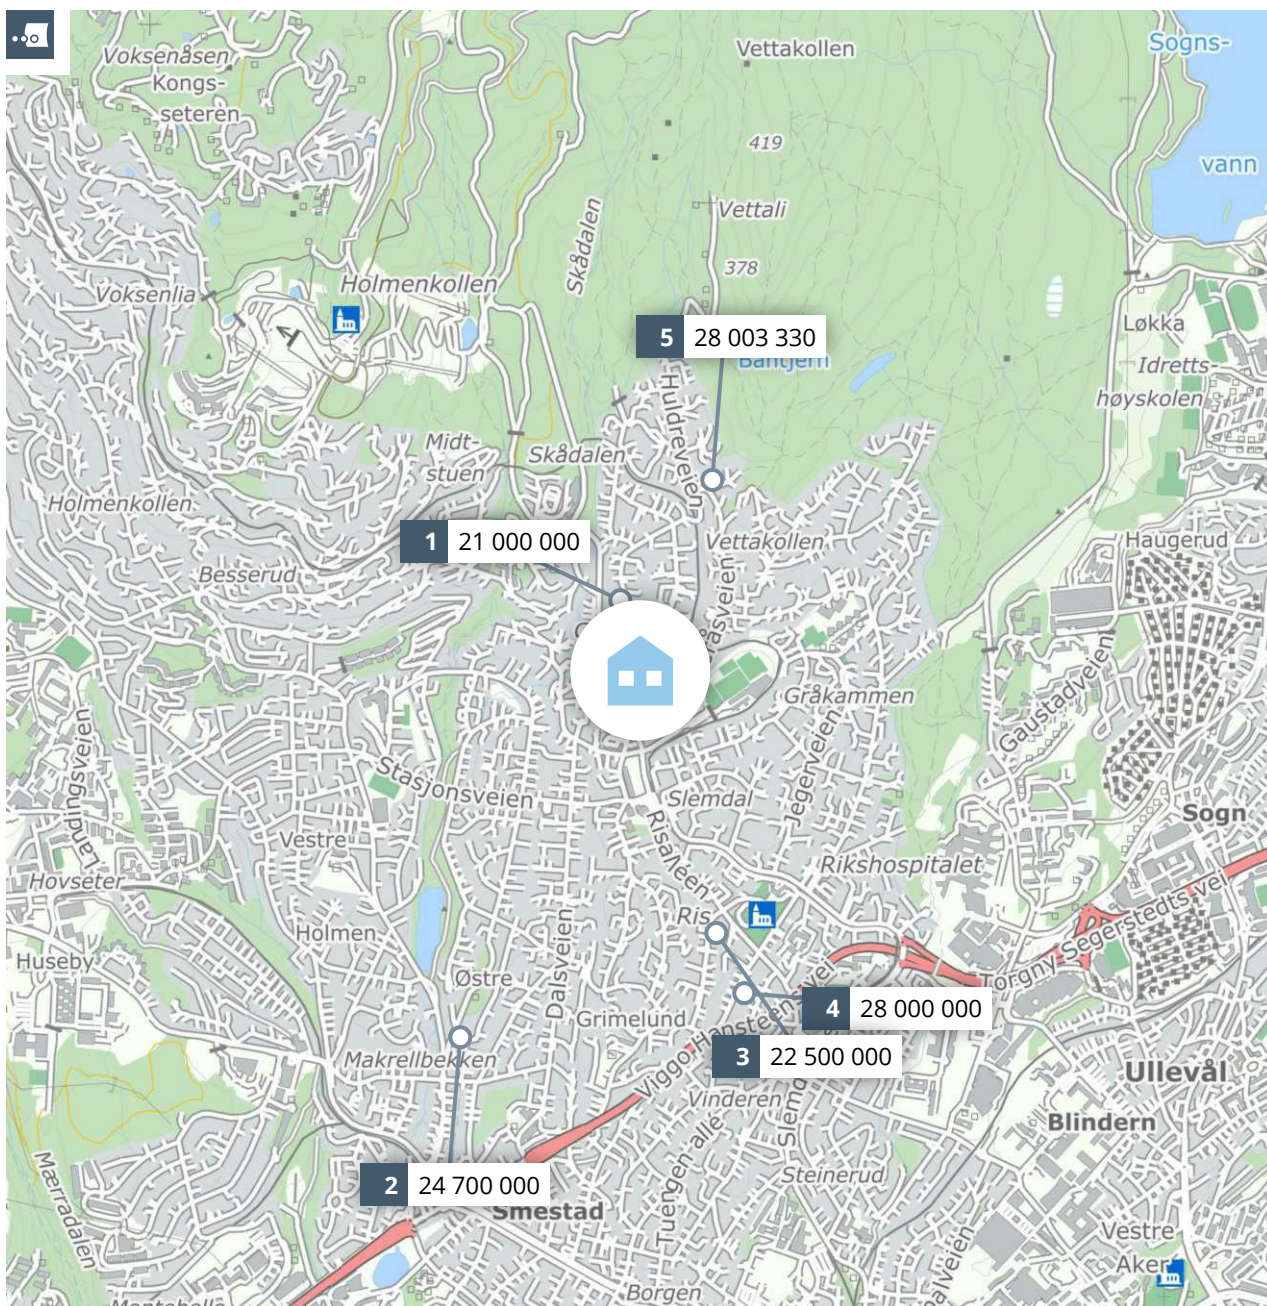 Voksenåsen
Kongs-
seteren
Vettakollen
Sogns-
vann
419
Skådalen
Vettali
378
Holmenkollen
Voksenlia
5 28 003 330
Båntjern
Løkka
Idretts-
høyskolen
Huldreveien
Midt-
stuen
Skådalen
Holmenkollen
1 21 000 000
Vettakollen
Haugerud
Besserud
Gråkammen
Gaustadveien
Landingsveien
Stasjonsveien
Slemdal
Jegerveien
Sogn
Vestre
Risalleen
Rikshospitalet
Hovseter
Ris
Holmen
Huseby
Østre
Dalsveien
Torgny Segerstedts vei
4 28 000 000
Grimelund
Viggo Hansteens vei
3 22 500 000
Makrellbekken
Ullevål
Vinderen
Blindern
Mærradalen
2 24 700 000
Smestad
Tuengen alle
Steinerud
Vestre
Aker
Borgen